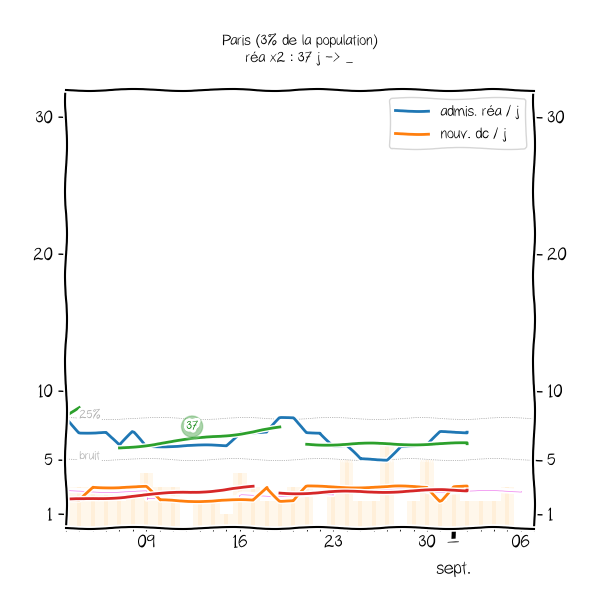 Paris (3% de la population)
réa x2 : 37 j -> _
admis. réa / j
nouv. dc / j
30
30
20
20
10
10
25%
37
bruit
5
5
1
1
09
16
23
30
06
sept.